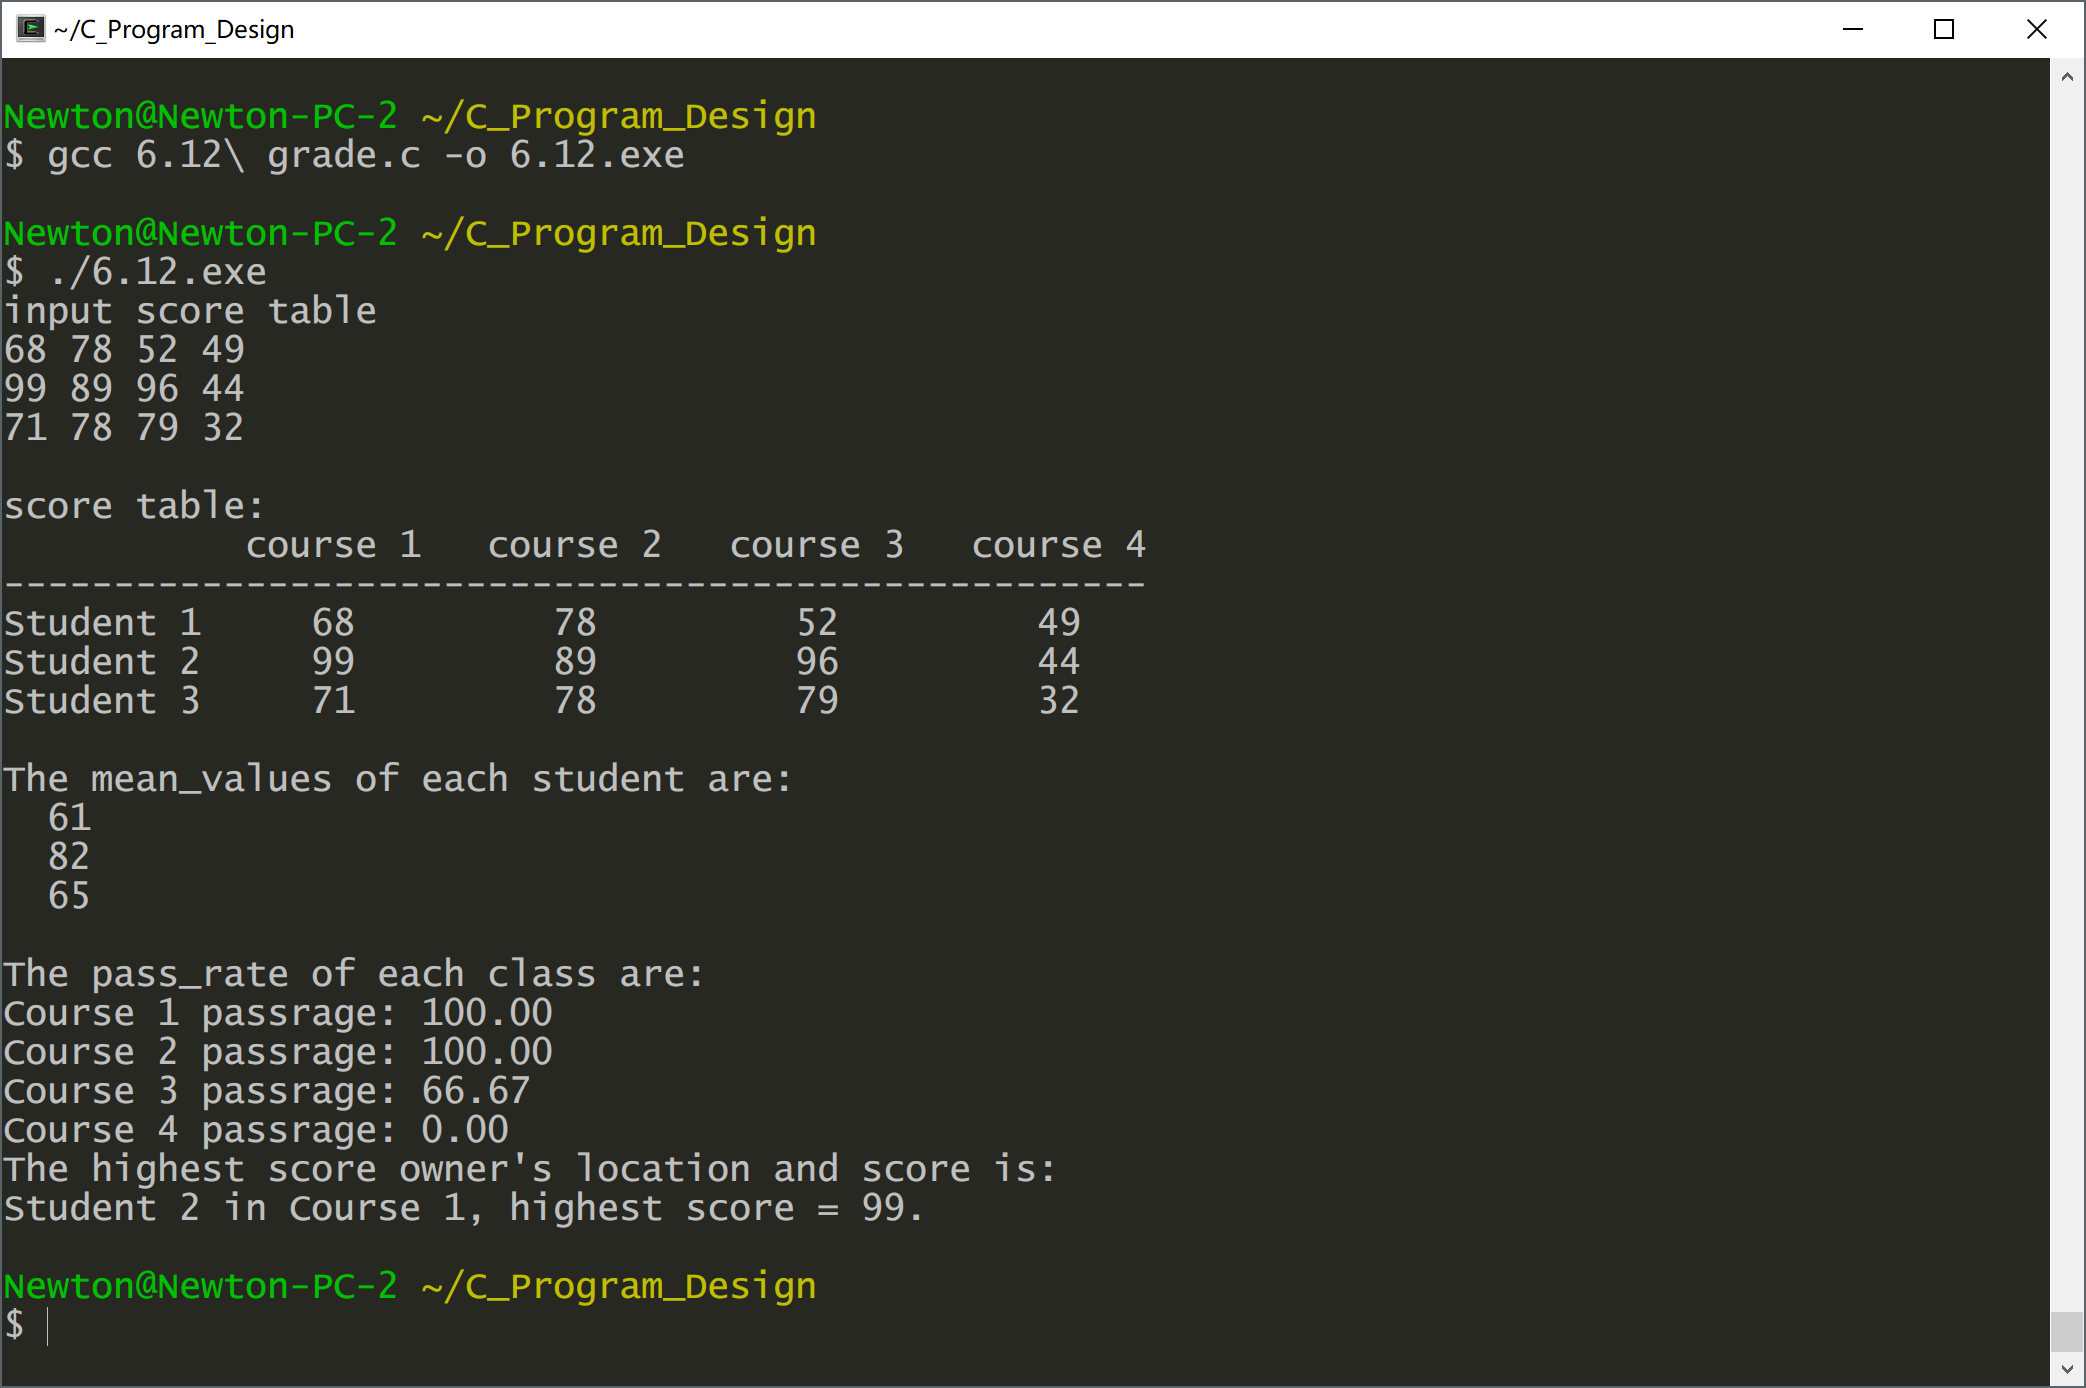 ~/C_Program_Design
Newton@Newton-PC-2 ~/C_Program_Design
$ gcc 6.12\ grade.c -o 6.12.exe
Newton@Newton-PC-2 ~/C_Program_Design
$ ./6.12.exe
input score table
68 78 52 49
99 89 96 44
71 78 79 32
score table:
course 1 course 2 course 3 course 4
----------------------------------------------------
Student 1 68 78 52 49
Student 2 99 89 96 44
Student 3 71 78 79 32
The mean_values of each student are:
61
82
65
The pass_rate of each class are:
Course 1 passrage: 100.00
Course 2 passrage: 100.00
Course 3 passrage: 66.67
Course 4 passrage: 0.00
The highest score owner's location and score is:
Student 2 in Course 1, highest score = 99.
Newton@Newton-PC-2 ~/C_Program_Design
$